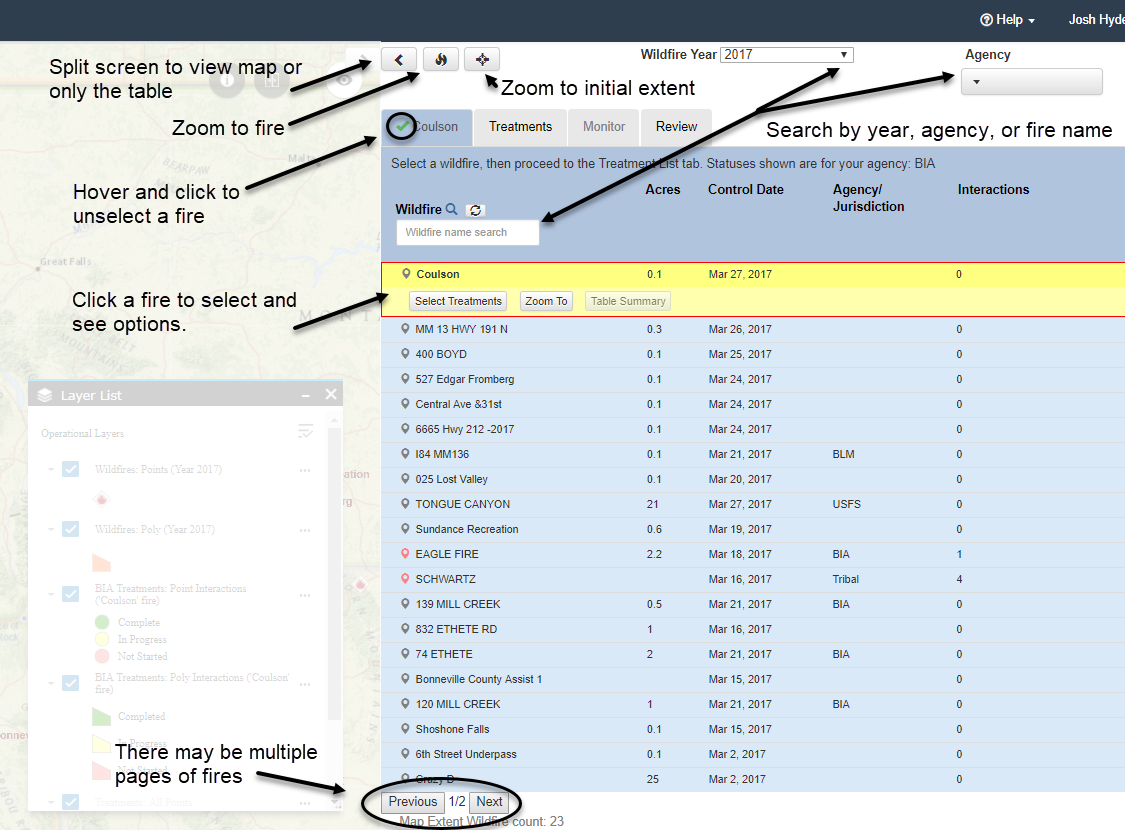 Help
Josh Hyde
Split screen to view map or
only the table
Wildfire Year 2017
Agency
Zoom to initial extent
Zoom to fire
Search by year, agency, or fire name
Coulson Treatments Monitor Review
Hover and click to
unselect a fire
Select a wildfire, then proceed to the Treatment List tab. Statuses shown are for your agency: BIA
Wildfire Acres Control Date Agency/ Interactions
Jurisdiction
Wildfire name search
Click a fire to select and
see options.
Coulson 0.1 Mar 27, 2017 0
Select Treatments Zoom To Table Summary
MM 13 HWY 191 N 0.3 Mar 26, 2017 0
400 BOYD 0.1 Mar 25, 2017 0
527 Edgar Fromberg 0.1 Mar 24, 2017 0
Central Ave &31st 0.1 Mar 24, 2017 0
6665 Hwy 212 -2017 0.1 Mar 24, 2017 0
I84 MM136 0.1 Mar 21, 2017 BLM 0
025 Lost Valley 0.1 Mar 20, 2017 0
TONGUE CANYON 21 Mar 27, 2017 USFS 0
Sundance Recreation 0.6 Mar 19, 2017 0
EAGLE FIRE 2.2 Mar 18, 2017 BIA 1
SCHWARTZ Mar 16, 2017 Tribal 4
139 MILL CREEK 0.5 Mar 21, 2017 BIA 0
832 ETHETE RD 1 Mar 16, 2017 0
74 ETHETE 2 Mar 21, 2017 BIA 0
Bonneville County Assist 1 Mar 15, 2017 0
120 MILL CREEK 1 Mar 21, 2017 BIA 0
Shoshone Falls 0.1 Mar 15, 2017 0
6th Street Underpass 0.1 Mar 2, 2017 0
Crazy D 25 Mar 2, 2017 0
Previous 1/2 Next
Map Extent Wildfire count: 23
Great Falls
BEARPAW
Layer List
Operational Layers
Wildfires: Points (Year 2017)
Wildfires: Poly (Year 2017)
BIA Treatments: Point Interactions
('Coulson' fire)
Complete
In Progress
Not Started
BIA Treatments: Poly Interactions ('Coulson'
fire)
Completed
In Progress
There may be multiple
pages of fires
Treatments: All Points